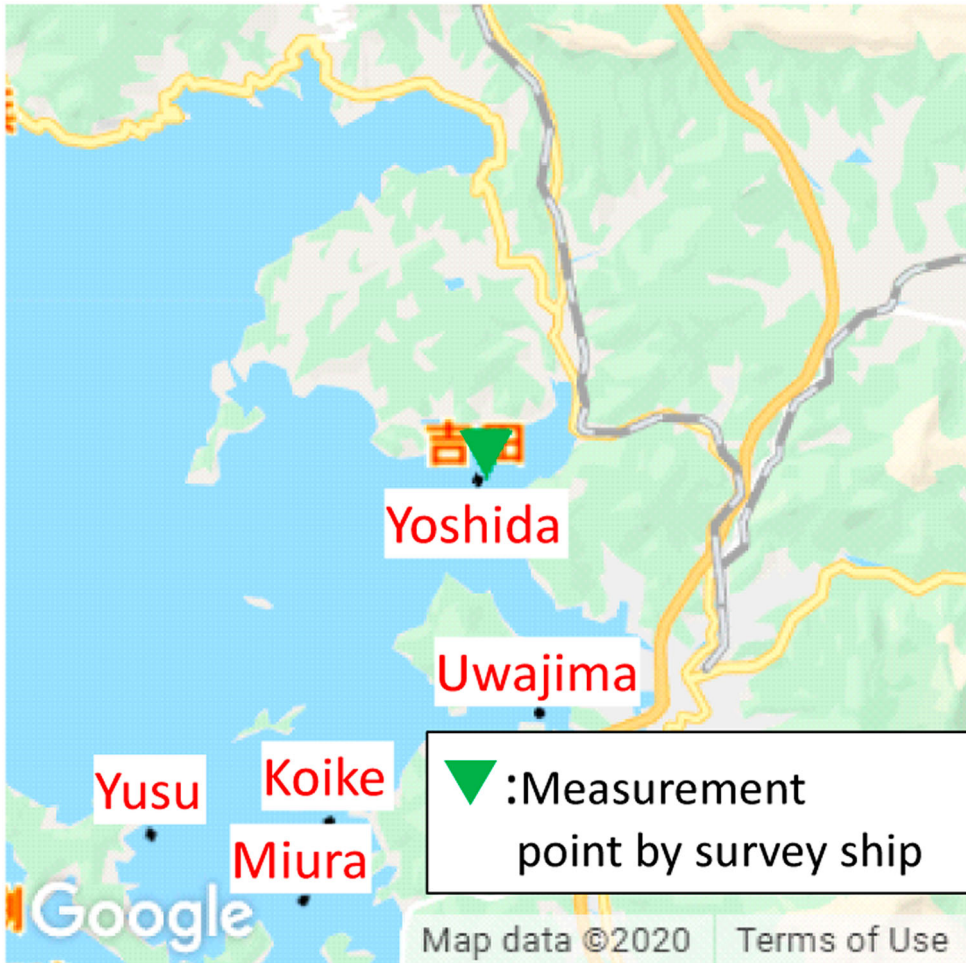 吉田
Yoshida
Uwajima
Koike
Yusu
Miura
:Measurement
point by survey ship
Google
Map data ©2020
Terms of Use